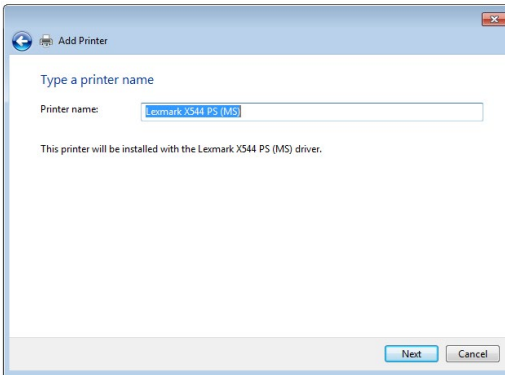 Add Printer
Type a printer name
Printer name: Lexmark X544 PS (MS)
This printer will be installed with the Lexmark X544 PS (MS) driver.
Next Cancel